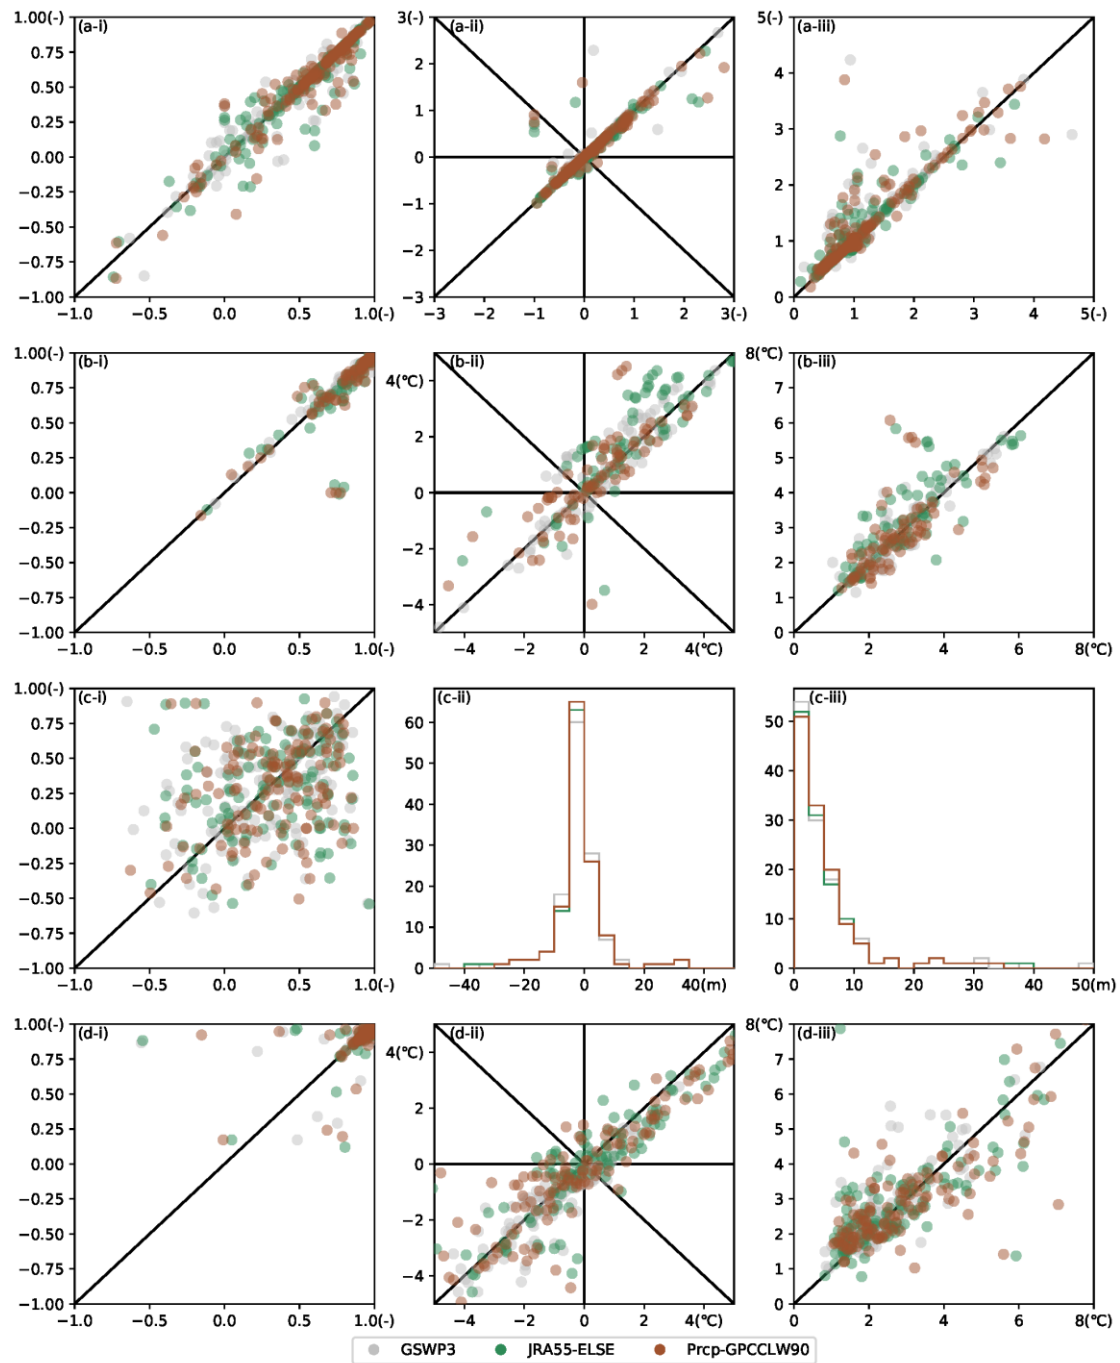 1.00(-) (a-i) 3(-) (a-ii) 5(-) (a-iii)
0.75
0.50 2 4
0.25 1 3
0.00 0
−0.25 −1 2
−0.50 −2 1
−0.75
−1.00 −3 0
−1.0 −0.5 0.0 0.5 1.0(-) −3 −2 −1 0 1 2 3(-) 0 1 2 3 4 5(-)
1.00(-) (b-i) (b-ii) 8(℃) (b-iii)
0.75 4(℃) 7
0.50 2 6
0.25 5
0.00 0 4
−0.25 3
−0.50 −2 2
−0.75 −4 1
−1.00 0
−1.0 −0.5 0.0 0.5 1.0(-) −4 −2 0 2 4(℃) 0 2 4 6 8(℃)
1.00(-) (c-i) (c-ii) (c-iii)
0.75 60 50
0.50 50 40
0.25 40
0.00 30 30
−0.25 20 20
−0.50 10 10
−0.75
−1.00 0 0
−1.0 −0.5 0.0 0.5 1.0(-) −40 −20 0 20 40(m) 0 10 20 30 40 50(m)
1.00(-) (d-i) (d-ii) 8(℃) (d-iii)
0.75 4(℃) 7
0.50 2 6
0.25 5
0.00 0 4
−0.25 3
−0.50 −2 2
−0.75 −4 1
−1.00 0
−1.0 −0.5 0.0 0.5 1.0(-) −4 −2 0 2 4(℃) 0 2 4 6 8(℃)
GSWP3 JRA55-ELSE Prcp-GPCCLW90